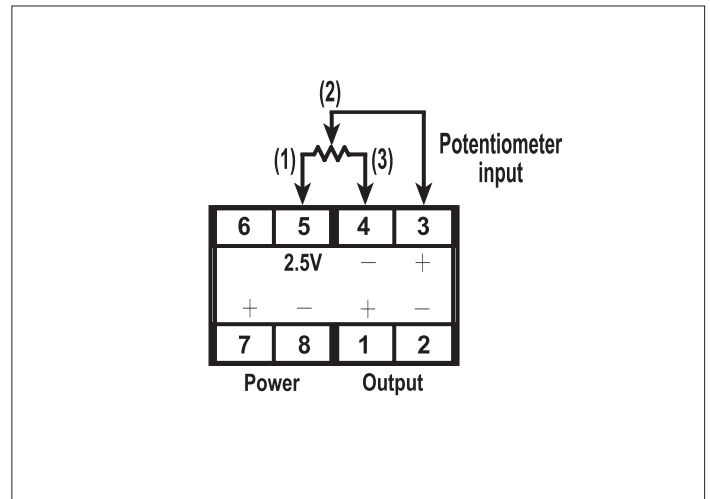 (2)
(1) (3)
Potentiometer
input
6 5 4 3
2.5V — +
+ — + —
7 8 1 2
Power Output